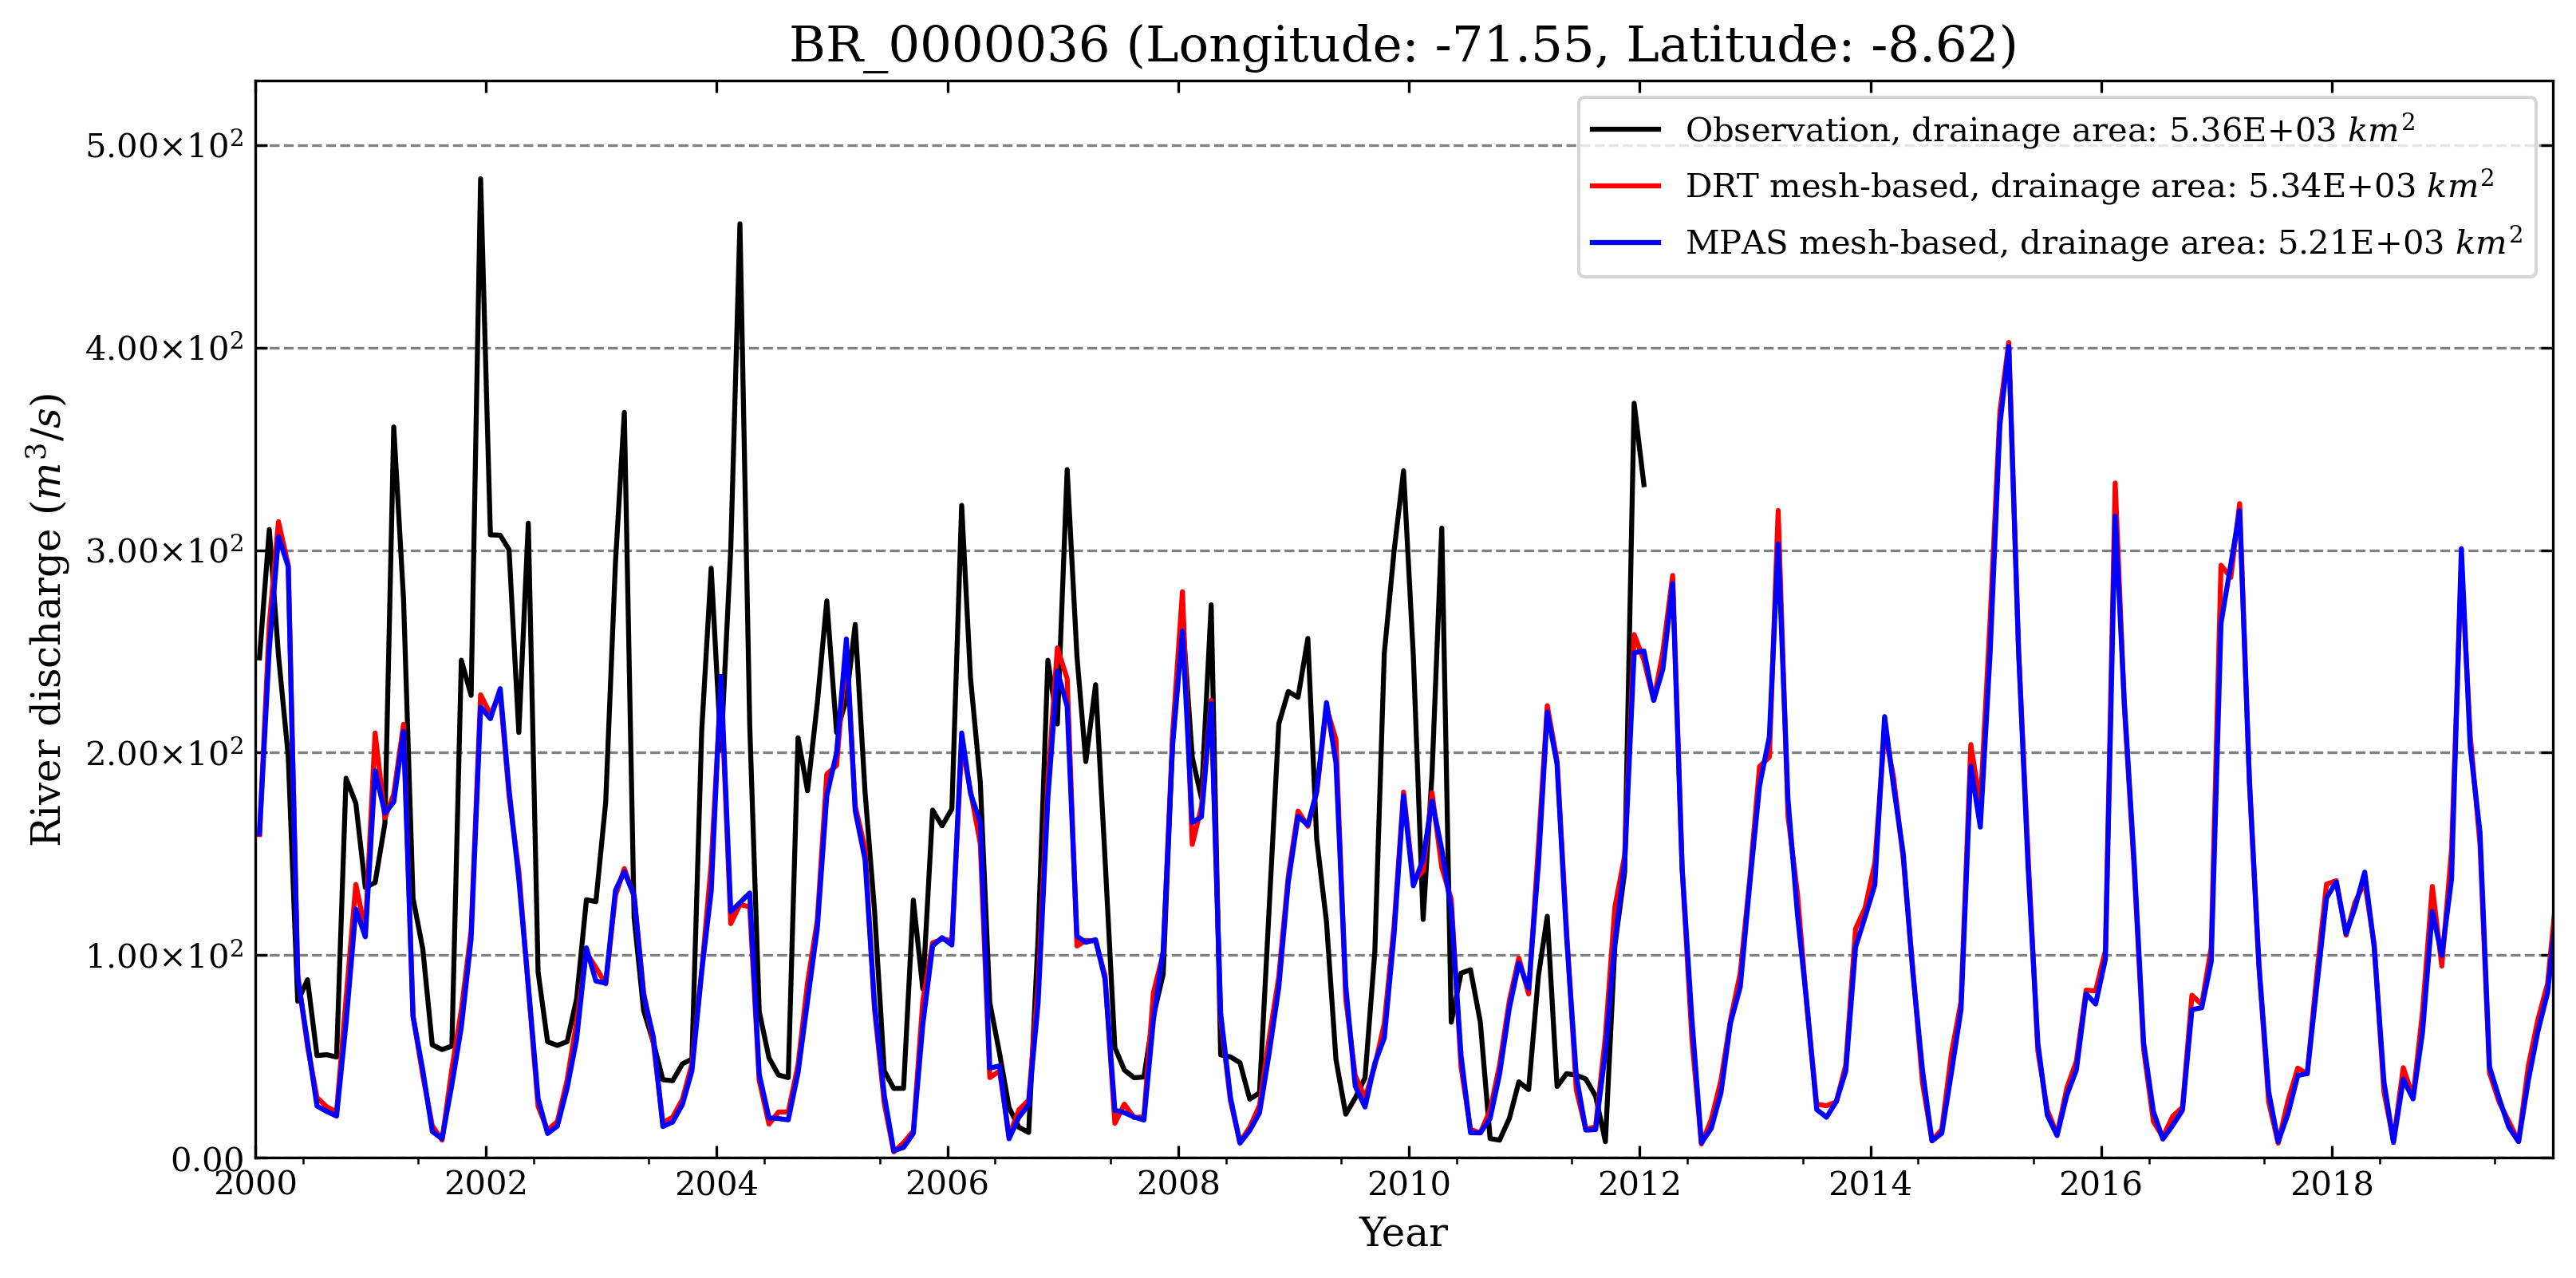 BR_0000036 (Longitude: -71.55, Latitude: -8.62)
Observation, drainage area: 5.36E+03 km²
DRT mesh-based, drainage area: 5.34E+03 km²
MPAS mesh-based, drainage area: 5.21E+03 km²
River discharge (m³/s)
5.00×10²
4.00×10²
3.00×10²
2.00×10²
1.00×10²
0.00
2000 2002 2004 2006 2008 2010 2012 2014 2016 2018
Year